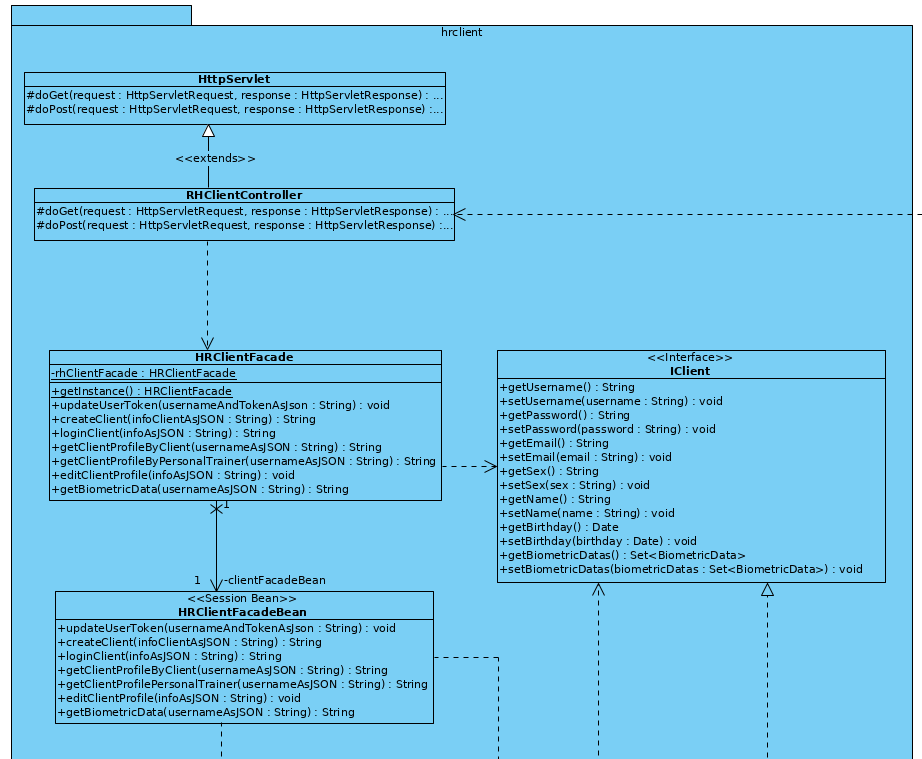 hrclient
HttpServlet
#doGet(request : HttpServletRequest, response : HttpServletResponse) : ...
#doPost(request : HttpServletRequest, response : HttpServletResponse) :...
<<extends>>
RHClientController
#doGet(request : HttpServletRequest, response : HttpServletResponse) : ...
#doPost(request : HttpServletRequest, response : HttpServletResponse) :...
HRClientFacade
-rhClientFacade : HRClientFacade
+getInstance() : HRClientFacade
+updateUserToken(usernameAndTokenAsJson : String) : void
+createClient(infoClientAsJSON : String) : String
+loginClient(infoAsJSON : String) : String
+getClientProfileByClient(usernameAsJSON : String) : String
+getClientProfileByPersonalTrainer(usernameAsJSON : String) : String
+editClientProfile(infoAsJSON : String) : void
+getBiometricData(usernameAsJSON : String) : String
<<Interface>>
IClient
+getUsername() : String
+setUsername(username : String) : void
+getPassword() : String
+setPassword(password : String) : void
+getEmail() : String
+setEmail(email : String) : void
+getSex() : String
+setSex(sex : String) : void
+getName() : String
+setName(name : String) : void
+getBirthday() : Date
+setBirthday(birthday : Date) : void
+getBiometricDatas() : Set<BiometricData>
+setBiometricDatas(biometricDatas : Set<BiometricData>) : void
1
1 -clientFacadeBean
<<Session Bean>>
HRClientFacadeBean
+updateUserToken(usernameAndTokenAsJson : String) : void
+createClient(infoClientAsJSON : String) : String
+loginClient(infoAsJSON : String) : String
+getClientProfileByClient(usernameAsJSON : String) : String
+getClientProfilePersonalTrainer(usernameAsJSON : String) : String
+editClientProfile(infoAsJSON : String) : void
+getBiometricData(usernameAsJSON : String) : String